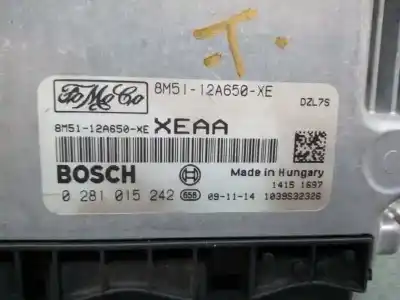 T.
FoMoCo 8M51-12A650-XE
DZL7S
8M51-12A650-XE XEAA
BOSCH
Made in Hungary
1415 1697
0 281 015 242 658 09-11-14 1039S32326